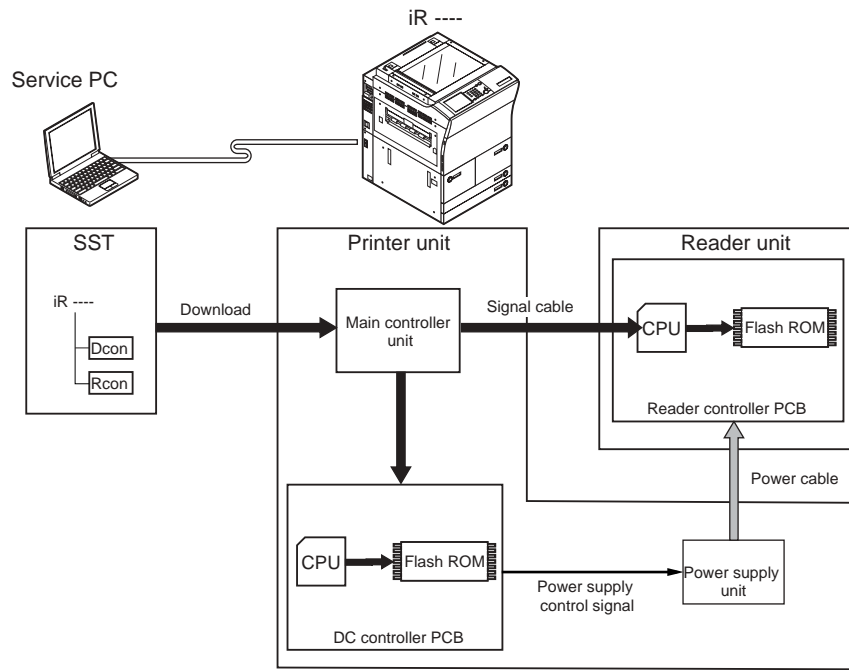 iR ----
Service PC
SST
Printer unit
Reader unit
iR ----
Dcon
Rcon
Download
Main controller
unit
Signal cable
CPU
Flash ROM
Reader controller PCB
Power cable
CPU
Flash ROM
DC controller PCB
Power supply
control signal
Power supply
unit